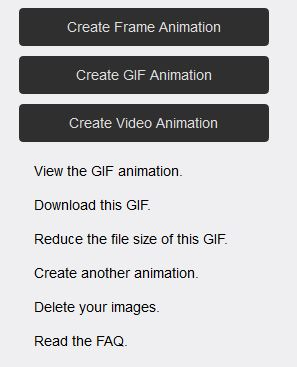 Create Frame Animation
Create GIF Animation
Create Video Animation
View the GIF animation.
Download this GIF.
Reduce the file size of this GIF.
Create another animation.
Delete your images.
Read the FAQ.